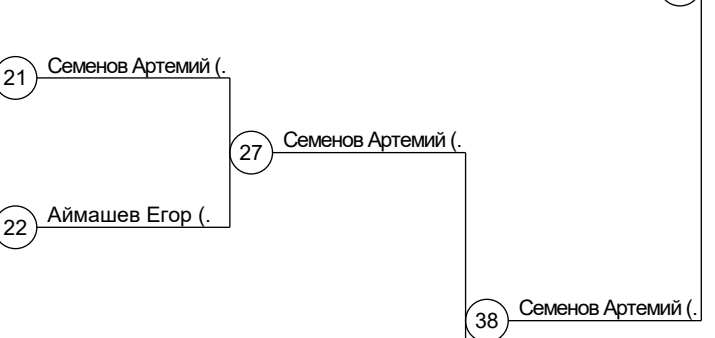 21 Семенов Артемий (.
27 Семенов Артемий (.
22 Аймашев Егор (.
38 Семенов Артемий (.